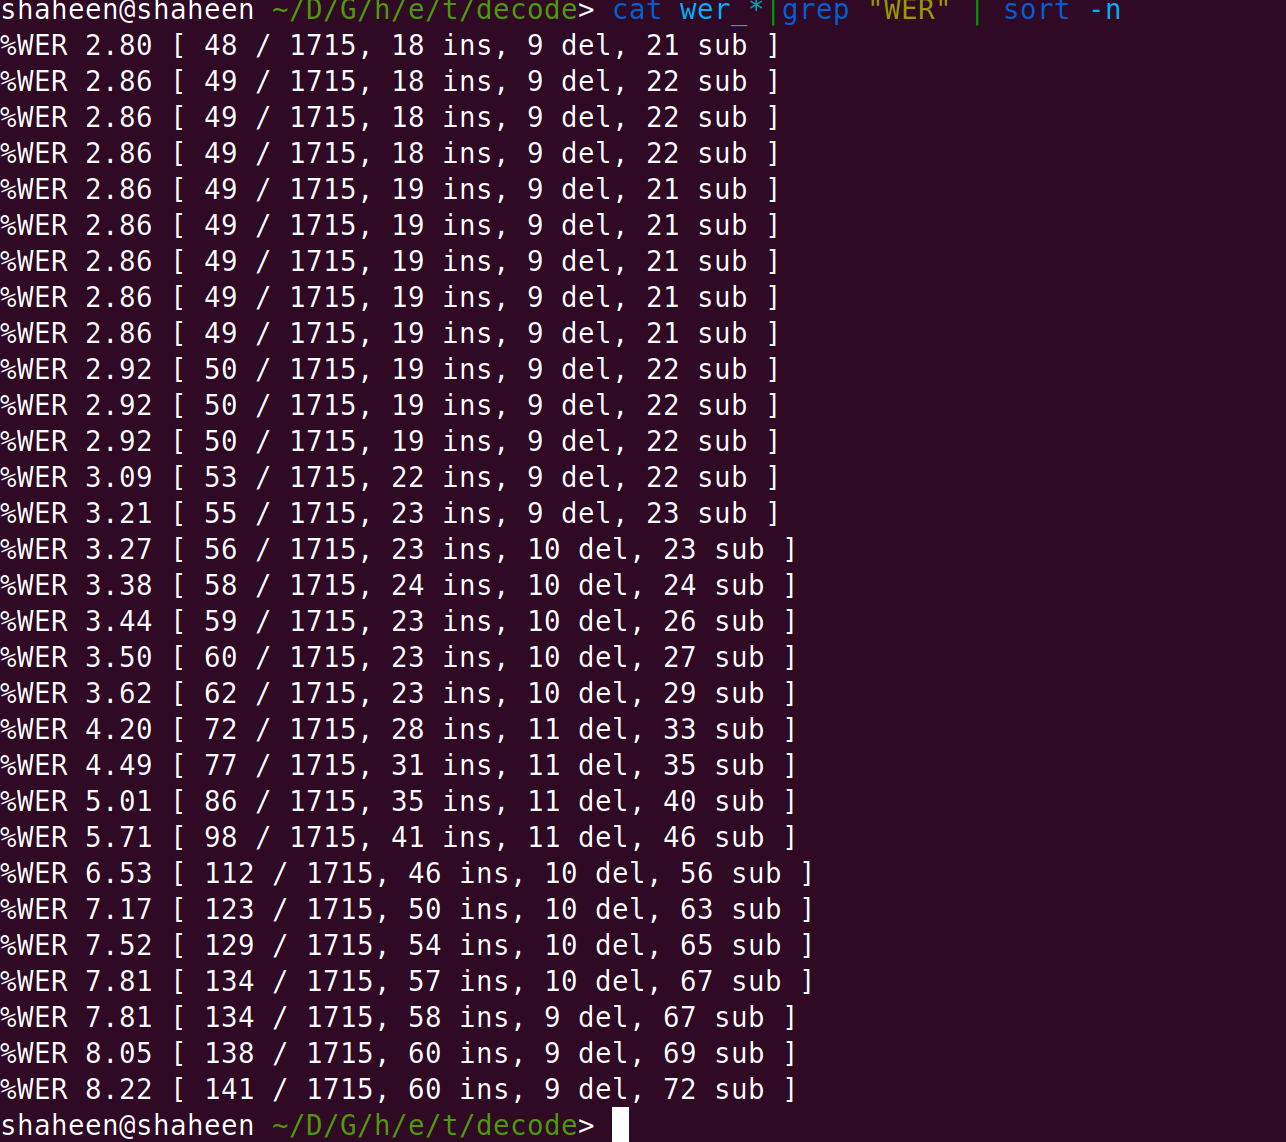 shaheen@shaheen ~/D/G/h/e/t/decode> cat wer_*|grep "WER" | sort -n
%WER 2.80 [ 48 / 1715, 18 ins, 9 del, 21 sub ]
%WER 2.86 [ 49 / 1715, 18 ins, 9 del, 22 sub ]
%WER 2.86 [ 49 / 1715, 18 ins, 9 del, 22 sub ]
%WER 2.86 [ 49 / 1715, 18 ins, 9 del, 22 sub ]
%WER 2.86 [ 49 / 1715, 19 ins, 9 del, 21 sub ]
%WER 2.86 [ 49 / 1715, 19 ins, 9 del, 21 sub ]
%WER 2.86 [ 49 / 1715, 19 ins, 9 del, 21 sub ]
%WER 2.86 [ 49 / 1715, 19 ins, 9 del, 21 sub ]
%WER 2.86 [ 49 / 1715, 19 ins, 9 del, 21 sub ]
%WER 2.92 [ 50 / 1715, 19 ins, 9 del, 22 sub ]
%WER 2.92 [ 50 / 1715, 19 ins, 9 del, 22 sub ]
%WER 2.92 [ 50 / 1715, 19 ins, 9 del, 22 sub ]
%WER 3.09 [ 53 / 1715, 22 ins, 9 del, 22 sub ]
%WER 3.21 [ 55 / 1715, 23 ins, 9 del, 23 sub ]
%WER 3.27 [ 56 / 1715, 23 ins, 10 del, 23 sub ]
%WER 3.38 [ 58 / 1715, 24 ins, 10 del, 24 sub ]
%WER 3.44 [ 59 / 1715, 23 ins, 10 del, 26 sub ]
%WER 3.50 [ 60 / 1715, 23 ins, 10 del, 27 sub ]
%WER 3.62 [ 62 / 1715, 23 ins, 10 del, 29 sub ]
%WER 4.20 [ 72 / 1715, 28 ins, 11 del, 33 sub ]
%WER 4.49 [ 77 / 1715, 31 ins, 11 del, 35 sub ]
%WER 5.01 [ 86 / 1715, 35 ins, 11 del, 40 sub ]
%WER 5.71 [ 98 / 1715, 41 ins, 11 del, 46 sub ]
%WER 6.53 [ 112 / 1715, 46 ins, 10 del, 56 sub ]
%WER 7.17 [ 123 / 1715, 50 ins, 10 del, 63 sub ]
%WER 7.52 [ 129 / 1715, 54 ins, 10 del, 65 sub ]
%WER 7.81 [ 134 / 1715, 57 ins, 10 del, 67 sub ]
%WER 7.81 [ 134 / 1715, 58 ins, 9 del, 67 sub ]
%WER 8.05 [ 138 / 1715, 60 ins, 9 del, 69 sub ]
%WER 8.22 [ 141 / 1715, 60 ins, 9 del, 72 sub ]
shaheen@shaheen ~/D/G/h/e/t/decode>